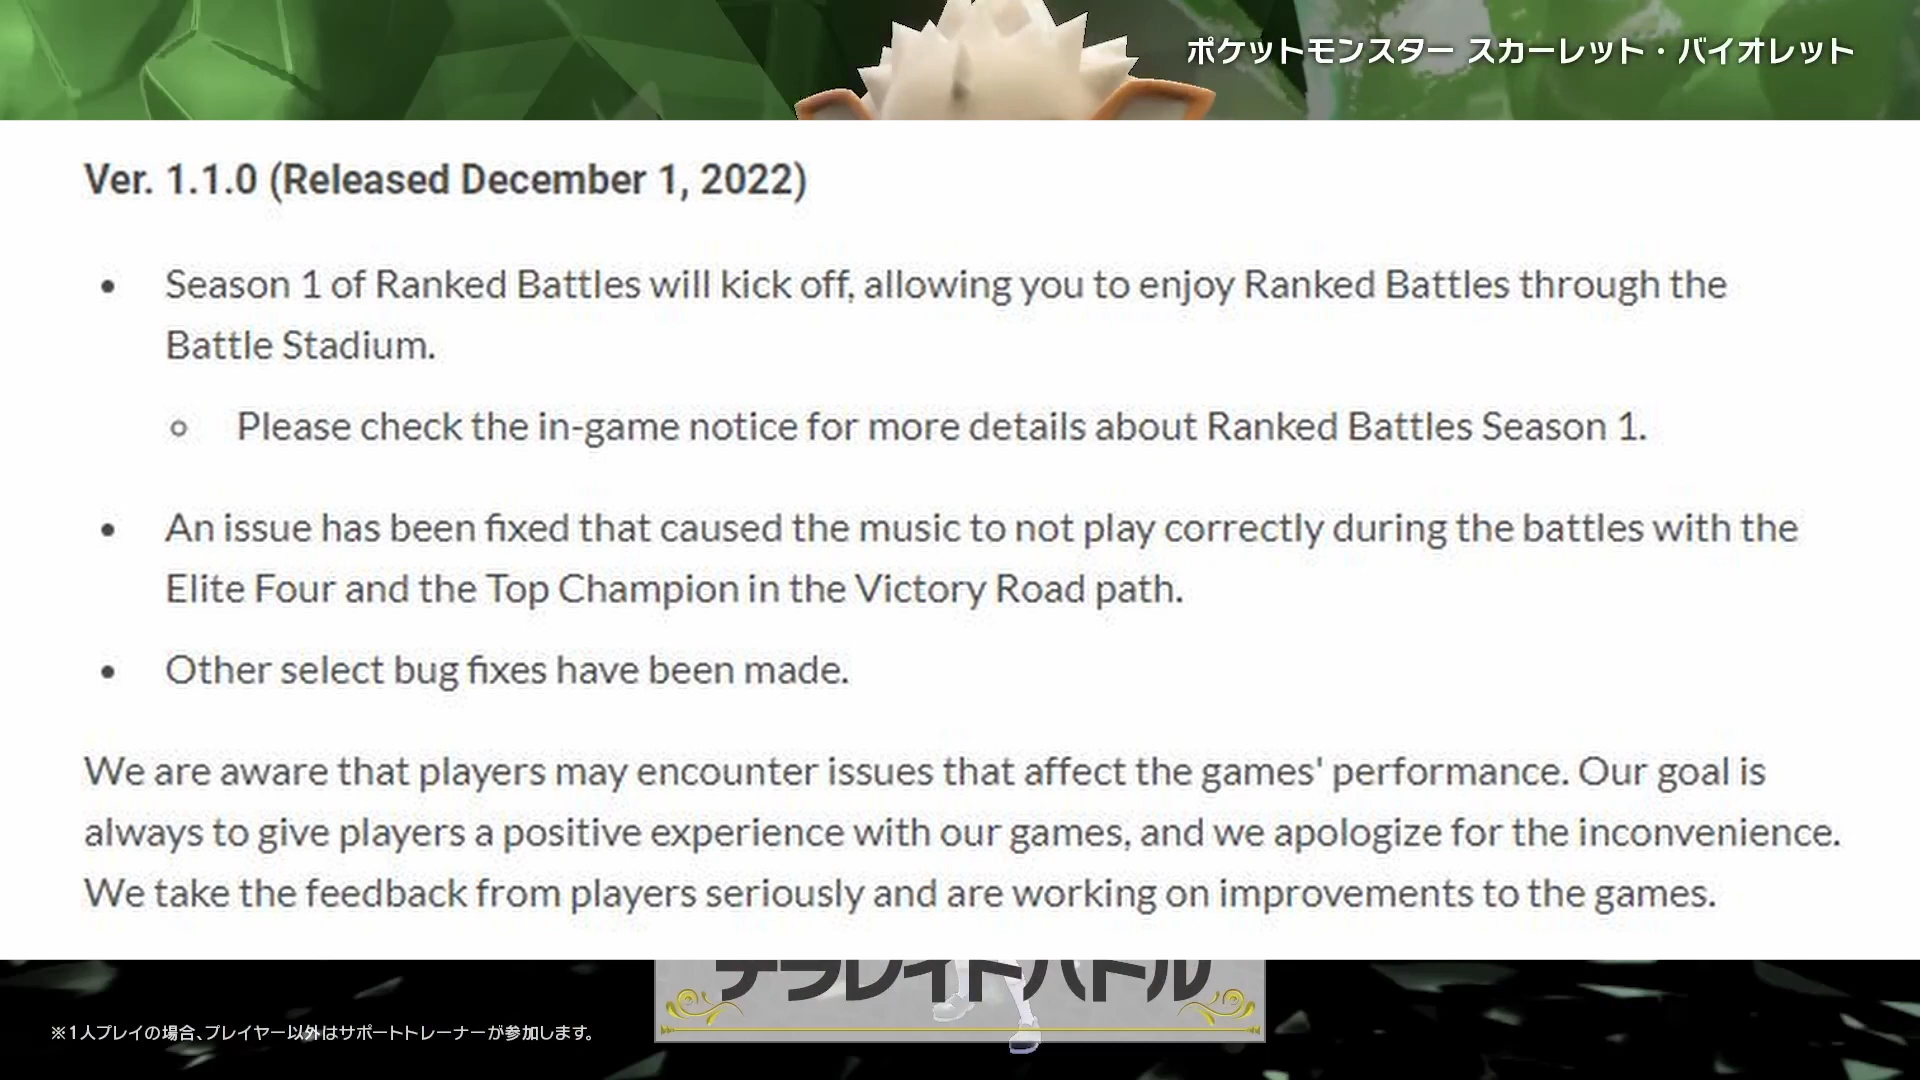 ポケットモンスター スカーレット・バイオレット
Ver. 1.1.0 (Released December 1, 2022)
• Season 1 of Ranked Battles will kick off, allowing you to enjoy Ranked Battles through the
Battle Stadium.
◦ Please check the in-game notice for more details about Ranked Battles Season 1.
• An issue has been fixed that caused the music to not play correctly during the battles with the
Elite Four and the Top Champion in the Victory Road path.
• Other select bug fixes have been made.
We are aware that players may encounter issues that affect the games' performance. Our goal is
always to give players a positive experience with our games, and we apologize for the inconvenience.
We take the feedback from players seriously and are working on improvements to the games.
テラレイドバトル
※1人プレイの場合、プレイヤー以外はサポートトレーナーが参加します。